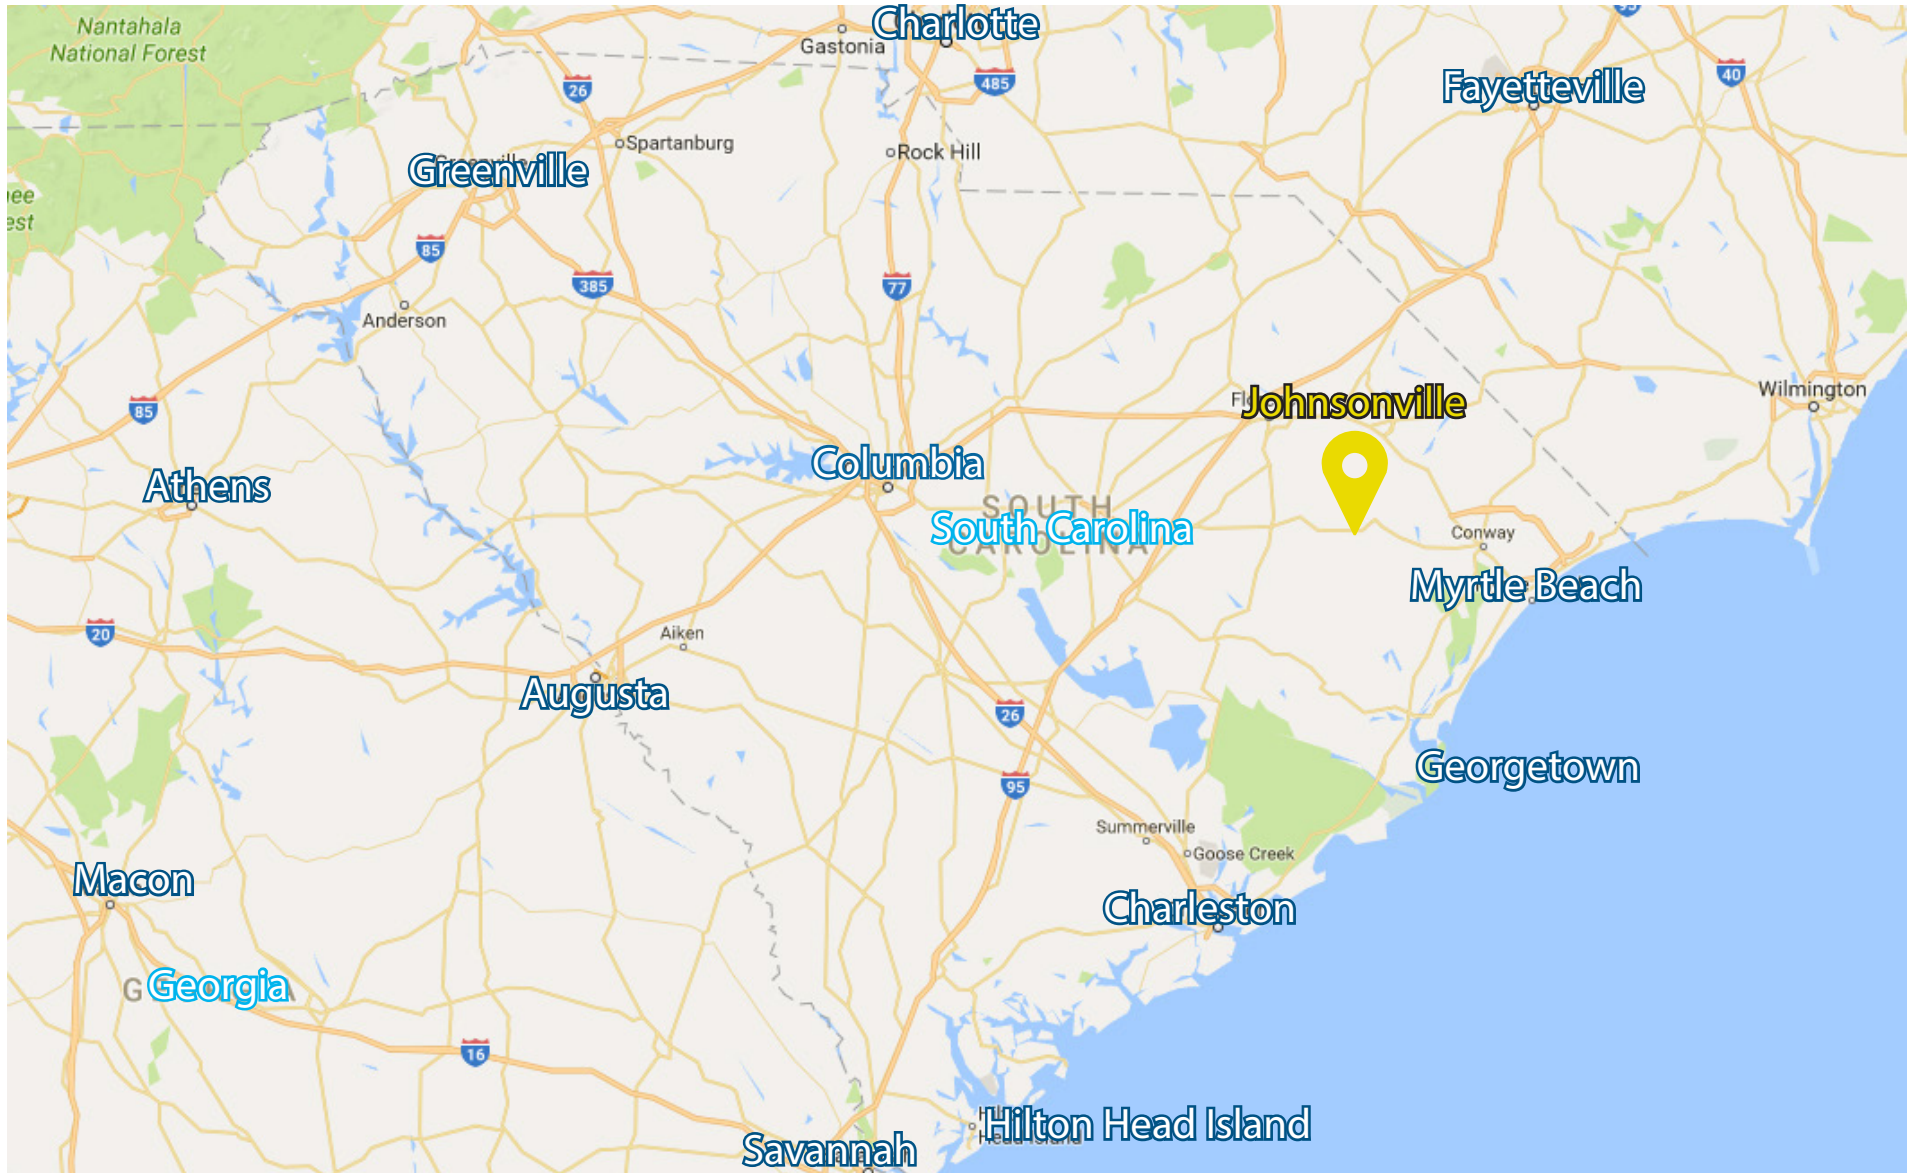 Nantahala
National Forest
Charlotte
Gastonia
95
26
485
40
Fayetteville
Spartanburg
Rock Hill
Greenville
85
385
77
Anderson
Wilmington
85
Johnsonville
Columbia
Athens
SOUTH
CAROLINA
South Carolina
Conway
Myrtle Beach
20
Aiken
Augusta
26
Georgetown
95
Summerville
Goose Creek
Macon
Charleston
Georgia
16
Hilton Head Island
Savannah